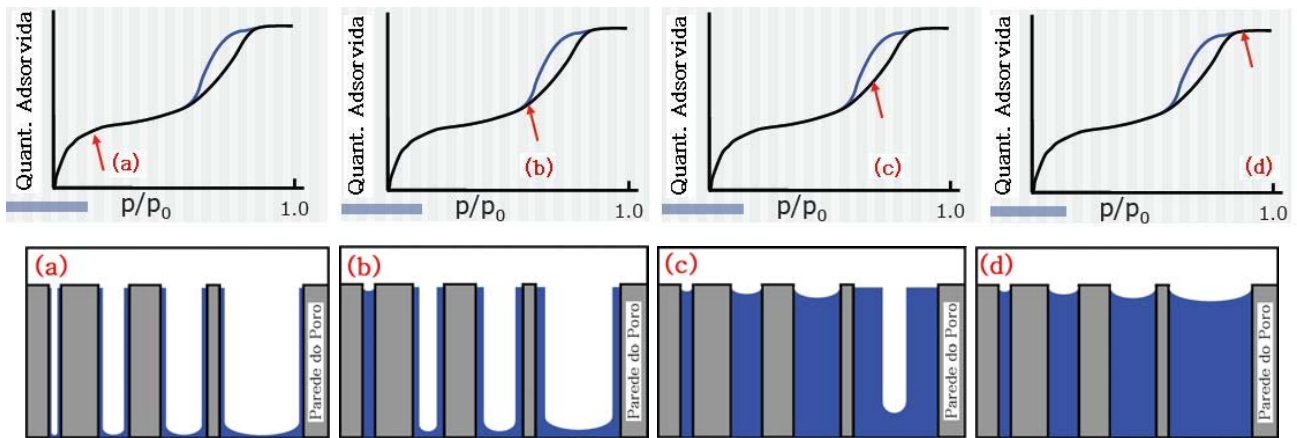 Quant. Adsorvida
(a)
p/p0
1.0
Quant. Adsorvida
(b)
p/p0
1.0
Quant. Adsorvida
(c)
p/p0
1.0
Quant. Adsorvida
(d)
p/p0
1.0
(a)
Parede do Poro
(b)
Parede do Poro
(c)
Parede do Poro
(d)
Parede do Poro